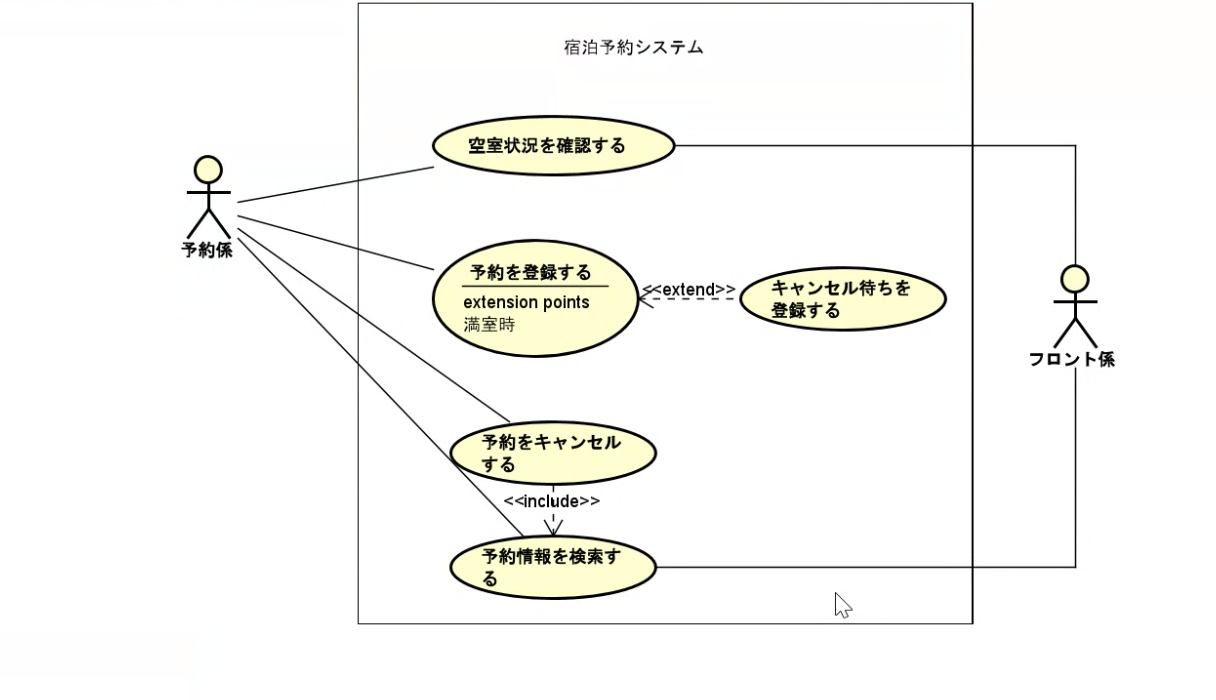 宿泊予約システム
空室状況を確認する
予約係
予約を登録する
extension points
満室時
<<extend>>
キャンセル待ちを
登録する
フロント係
予約をキャンセル
する
<<include>>
予約情報を検索す
る